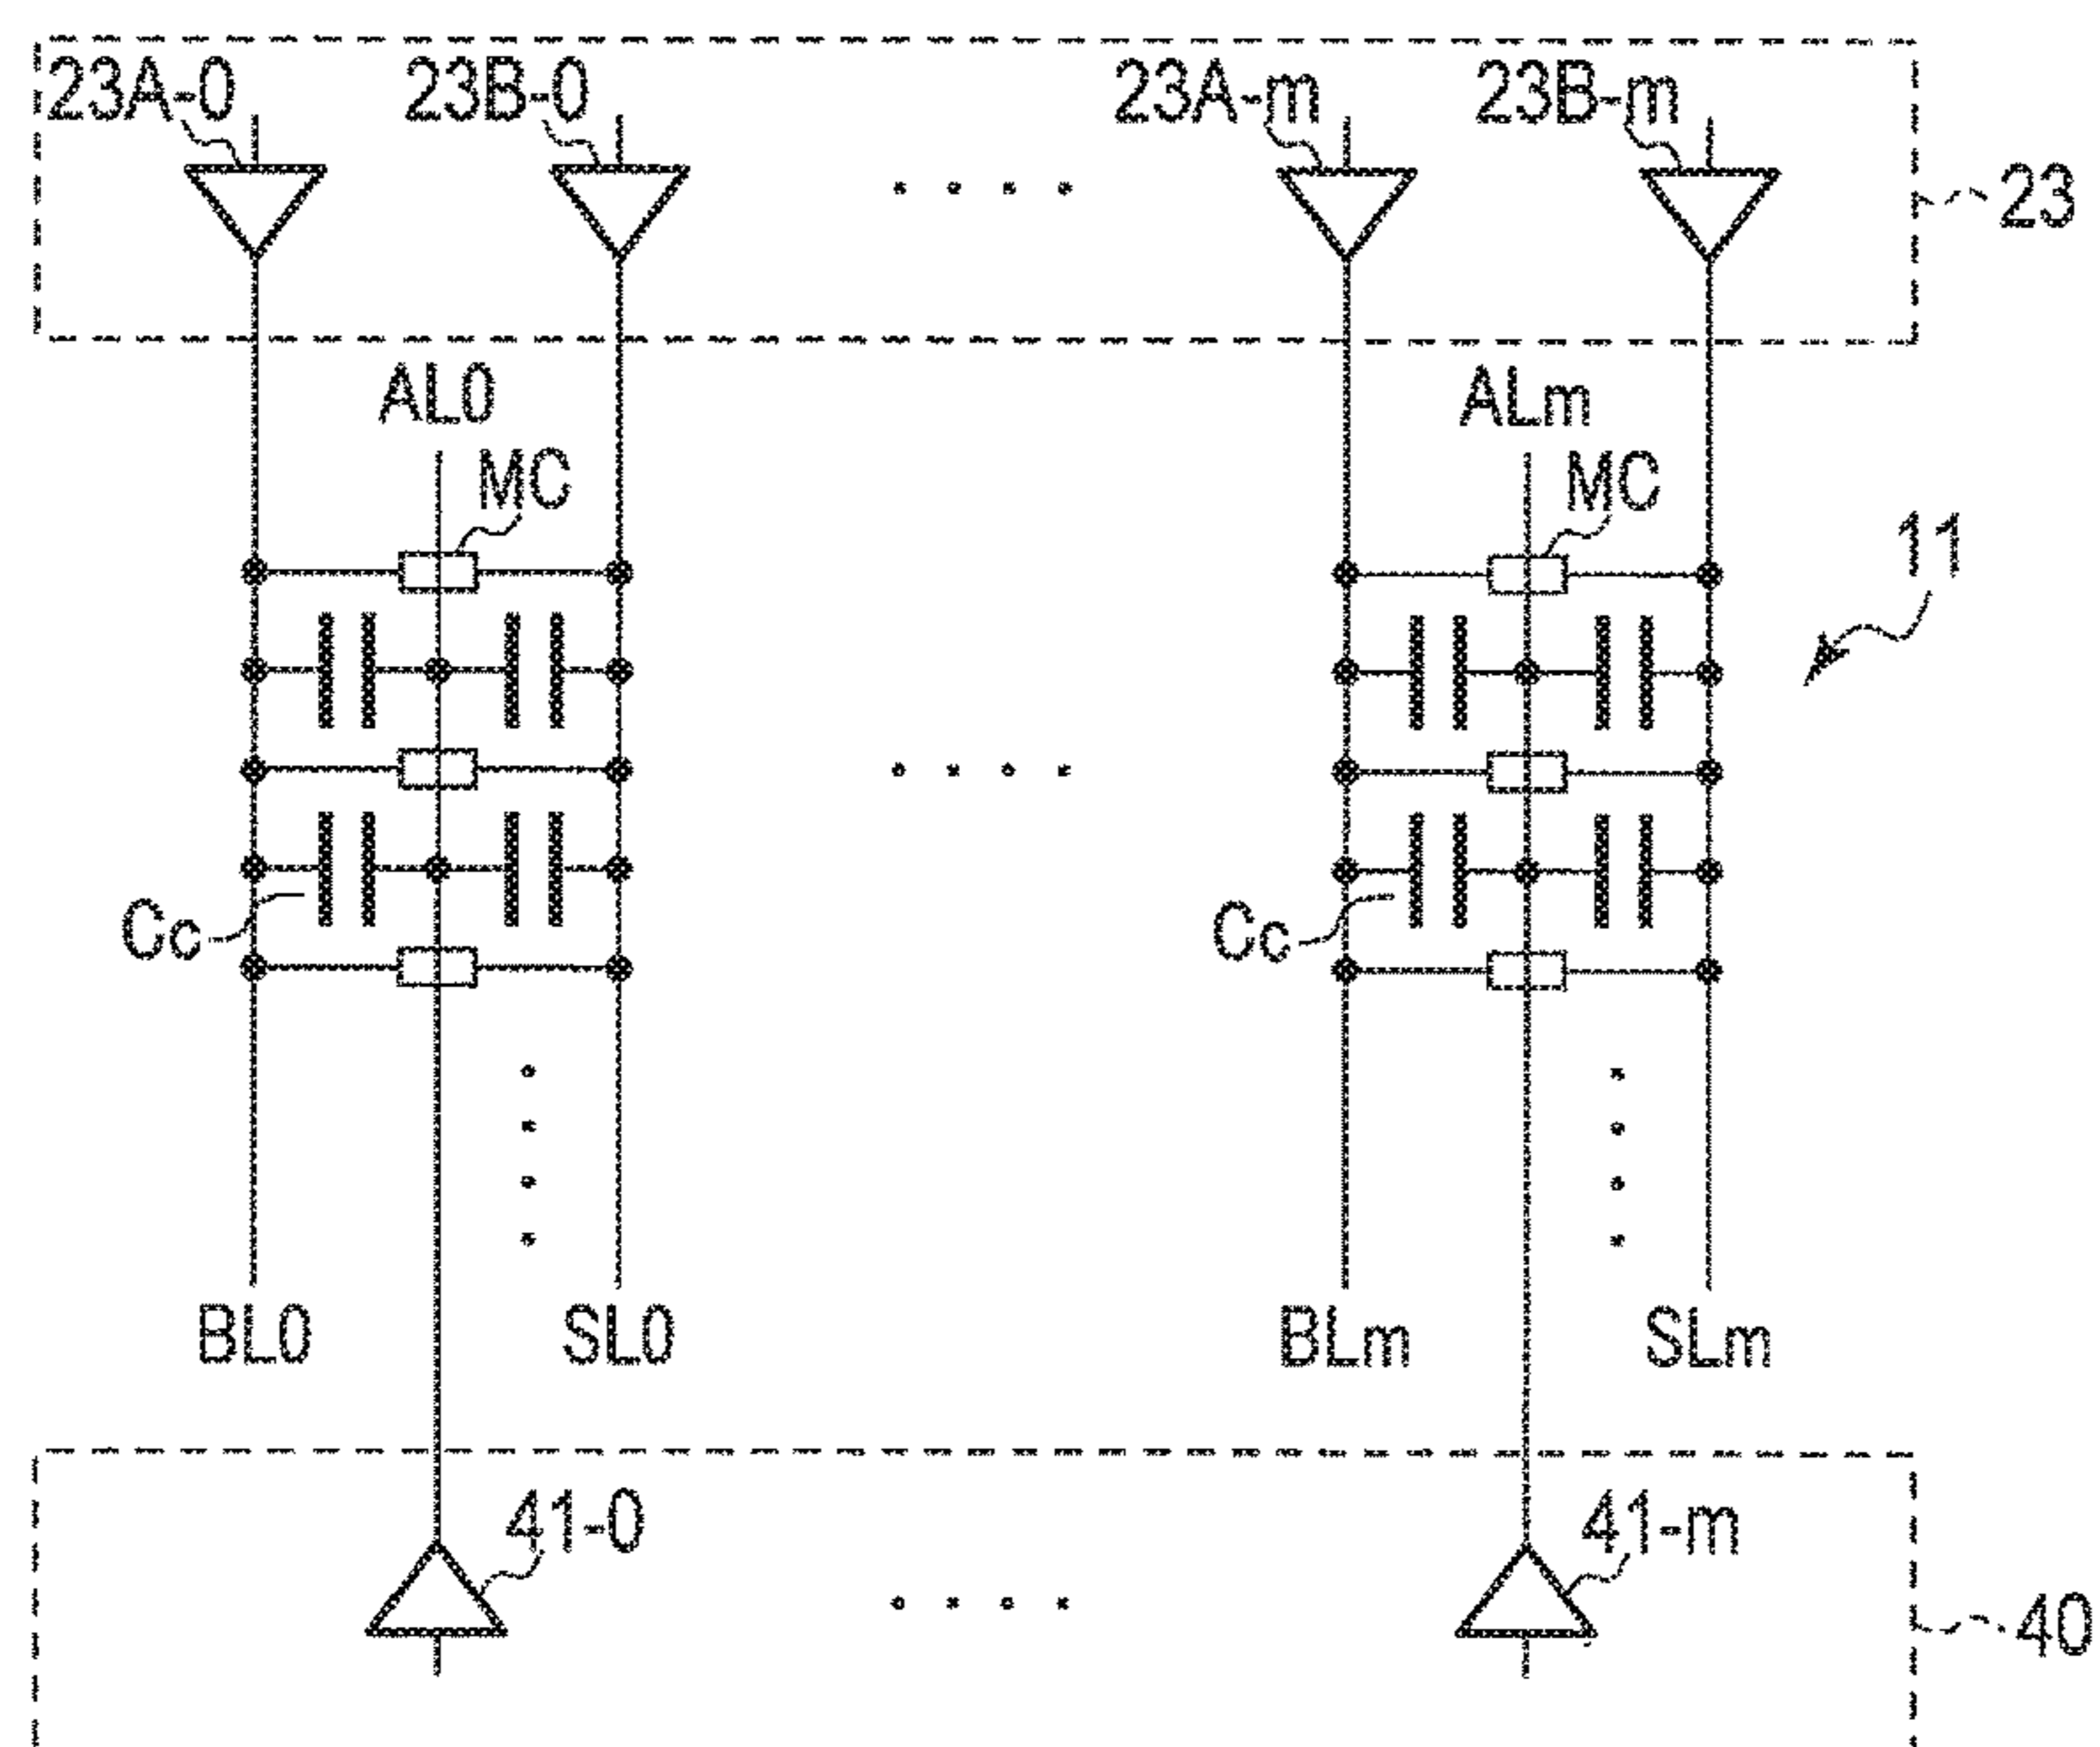 23A-0 23B-0 23A-m 23B-m
23
AL0 ALm
MC MC
11
Cc Cc
BL0 SL0 BLm SLm
41-0 41-m
40